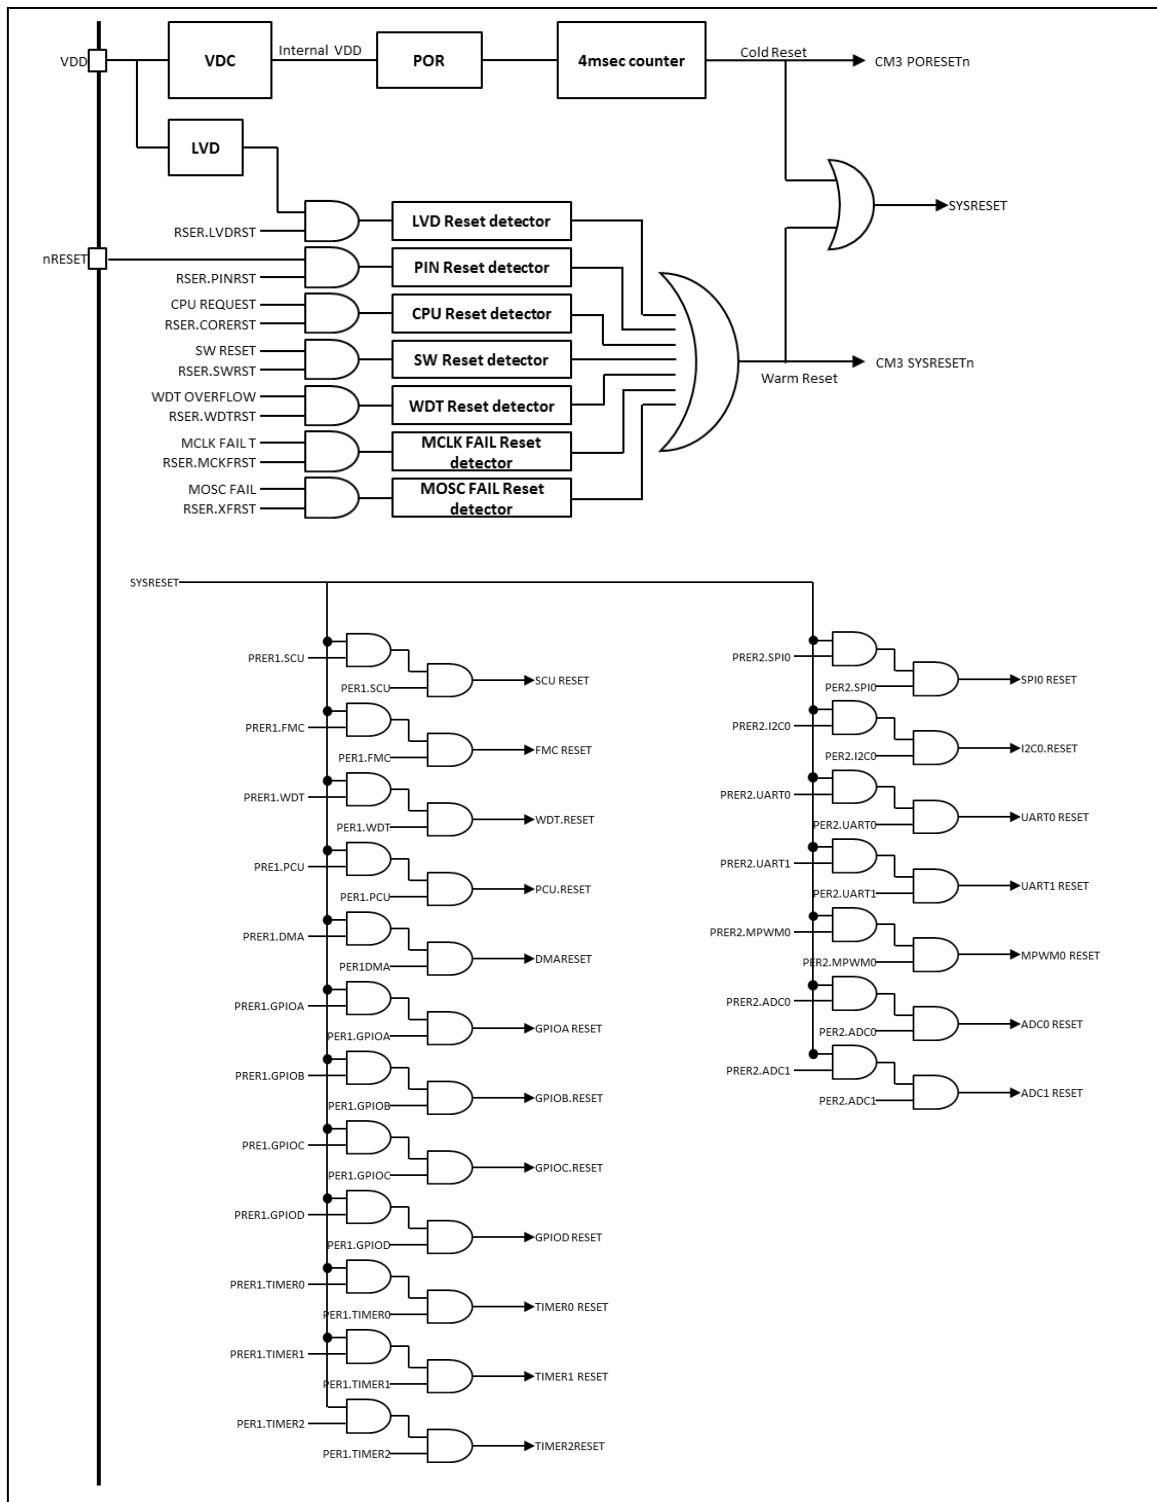 VDD
VDC
Internal VDD
POR
4msec counter
Cold Reset
CM3 PORESETn
LVD
SYSRESET
RSER.LVDRST
LVD Reset detector
nRESET
RSER.PINRST
PIN Reset detector
CPU REQUEST
RSER.CORERST
CPU Reset detector
SW RESET
RSER.SWRST
SW Reset detector
CM3 SYSRESETn
Warm Reset
WDT OVERFLOW
RSER.WDTRST
WDT Reset detector
MCLK FAIL T
RSER.MCKFRST
MCLK FAIL Reset
detector
MOSC FAIL
RSER.XFRST
MOSC FAIL Reset
detector
SYSRESET
PRER1.SCU
PER1.SCU
SCU RESET
PRER1.FMC
PER1.FMC
FMC RESET
PRER1.WDT
PER1.WDT
WDT.RESET
PRE1.PCU
PER1.PCU
PCU.RESET
PRER1.DMA
PER1DMA
DMARESET
PRER1.GPIOA
PER1.GPIOA
GPIOA RESET
PRER1.GPIOB
PER1.GPIOB
GPIOB.RESET
PRE1.GPIOC
PER1.GPIOC
GPIOC.RESET
PRER1.GPIOD
PER1.GPIOD
GPIOD RESET
PRER1.TIMER0
PER1.TIMER0
TIMER0 RESET
PRER1.TIMER1
PER1.TIMER1
TIMER1 RESET
PER1.TIMER2
PER1.TIMER2
TIMER2RESET
PRER2.SPI0
PER2.SPI0
SPI0 RESET
PRER2.I2C0
PER2.I2C0
I2C0.RESET
PRER2.UART0
PER2.UART0
UART0 RESET
PRER2.UART1
PER2.UART1
UART1 RESET
PRER2.MPWM0
PER2.MPWM0
MPWM0 RESET
PRER2.ADC0
PER2.ADC0
ADC0 RESET
PRER2.ADC1
PER2.ADC1
ADC1 RESET